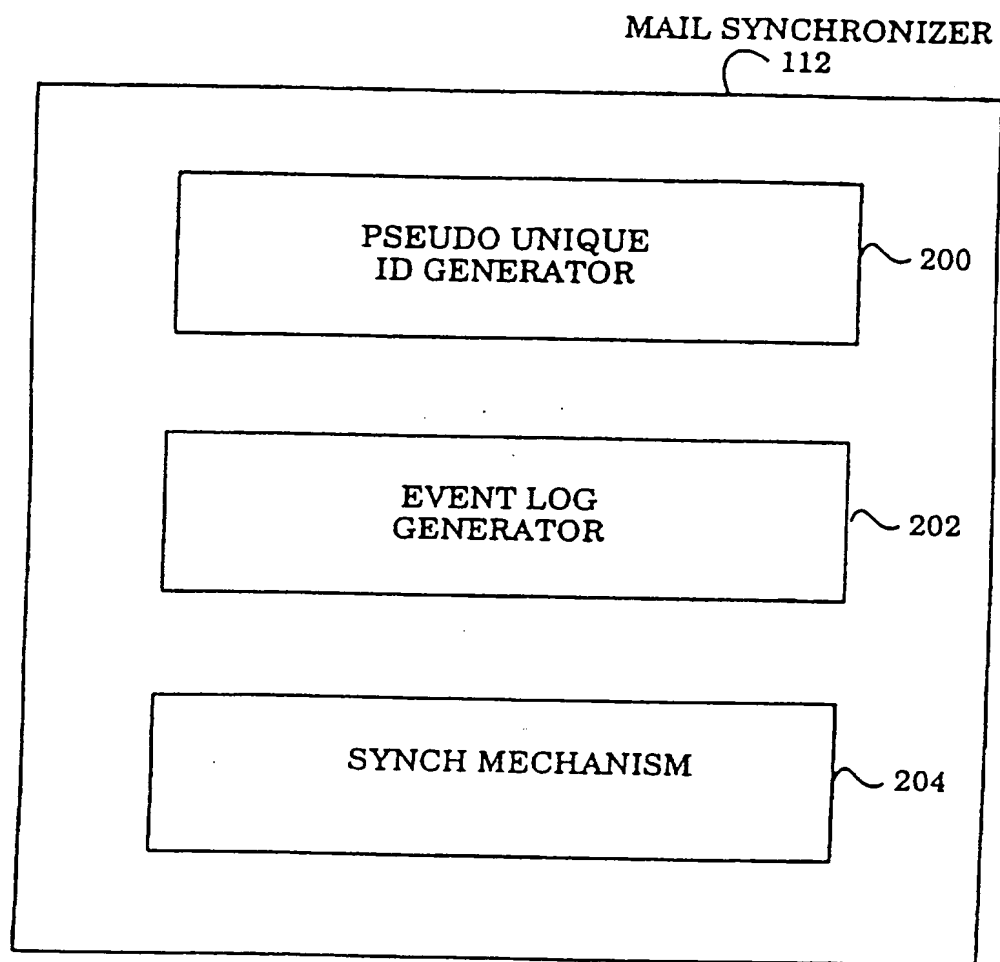 MAIL SYNCHRONIZER
112
PSEUDO UNIQUE
ID GENERATOR
200
EVENT LOG
GENERATOR
202
SYNCH MECHANISM
204